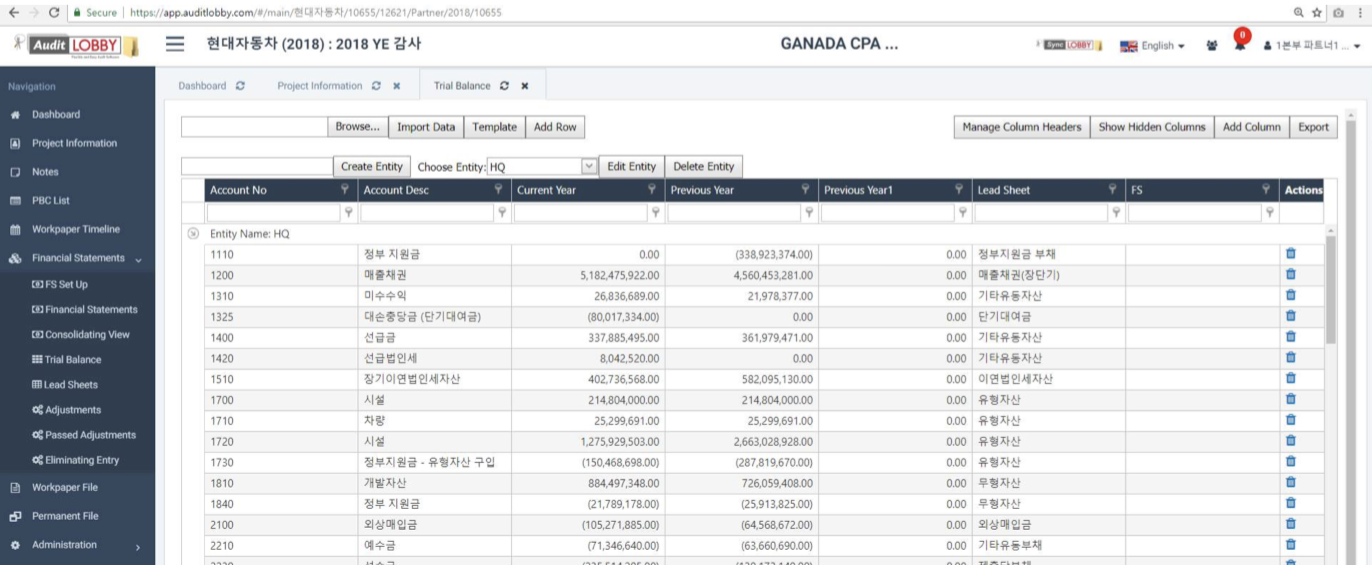 Secure | https://app.auditlobby.com/#/main/현대자동차/10655/12621/Partner/2018/10655
Audit LOBBY 현대자동차 (2018) : 2018 YE 감사 GANADA CPA ... Sync LOBBY English 0 1본부 파트너1 ...
Navigation
Dashboard
Project Information
Notes
PBC List
Workpaper Timeline
Financial Statements
FS Set Up
Financial Statements
Consolidating View
Trial Balance
Lead Sheets
Adjustments
Passed Adjustments
Eliminating Entry
Workpaper File
Permanent File
Administration
Dashboard Project Information Trial Balance
Browse... Import Data Template Add Row Manage Column Headers Show Hidden Columns Add Column Export
Create Entity Choose Entity: HQ Edit Entity Delete Entity
Account No Account Desc Current Year Previous Year Previous Year1 Lead Sheet FS Actions
Entity Name: HQ
1110 정부 지원금 0.00 (338,923,374.00) 0.00 정부지원금 부채
1200 매출채권 5,182,475,922.00 4,560,453,281.00 0.00 매출채권(장단기)
1310 미수수익 26,836,689.00 21,978,377.00 0.00 기타유동자산
1325 대손충당금 (단기대여금) (80,017,334.00) 0.00 0.00 단기대여금
1400 선급금 337,885,495.00 361,979,471.00 0.00 기타유동자산
1420 선급법인세 8,042,520.00 0.00 0.00 기타유동자산
1510 장기이연법인세자산 402,736,568.00 582,095,130.00 0.00 이연법인세자산
1700 시설 214,804,000.00 214,804,000.00 0.00 유형자산
1710 차량 25,299,691.00 25,299,691.00 0.00 유형자산
1720 시설 1,275,929,503.00 2,663,028,928.00 0.00 유형자산
1730 정부지원금 - 유형자산 구입 (150,468,698.00) (287,819,670.00) 0.00 유형자산
1810 개발자산 884,497,348.00 726,059,408.00 0.00 무형자산
1840 정부 지원금 (21,789,178.00) (25,913,825.00) 0.00 무형자산
2100 외상매입금 (105,271,885.00) (64,568,672.00) 0.00 외상매입금
2210 예수금 (71,346,640.00) (63,660,690.00) 0.00 기타유동부채